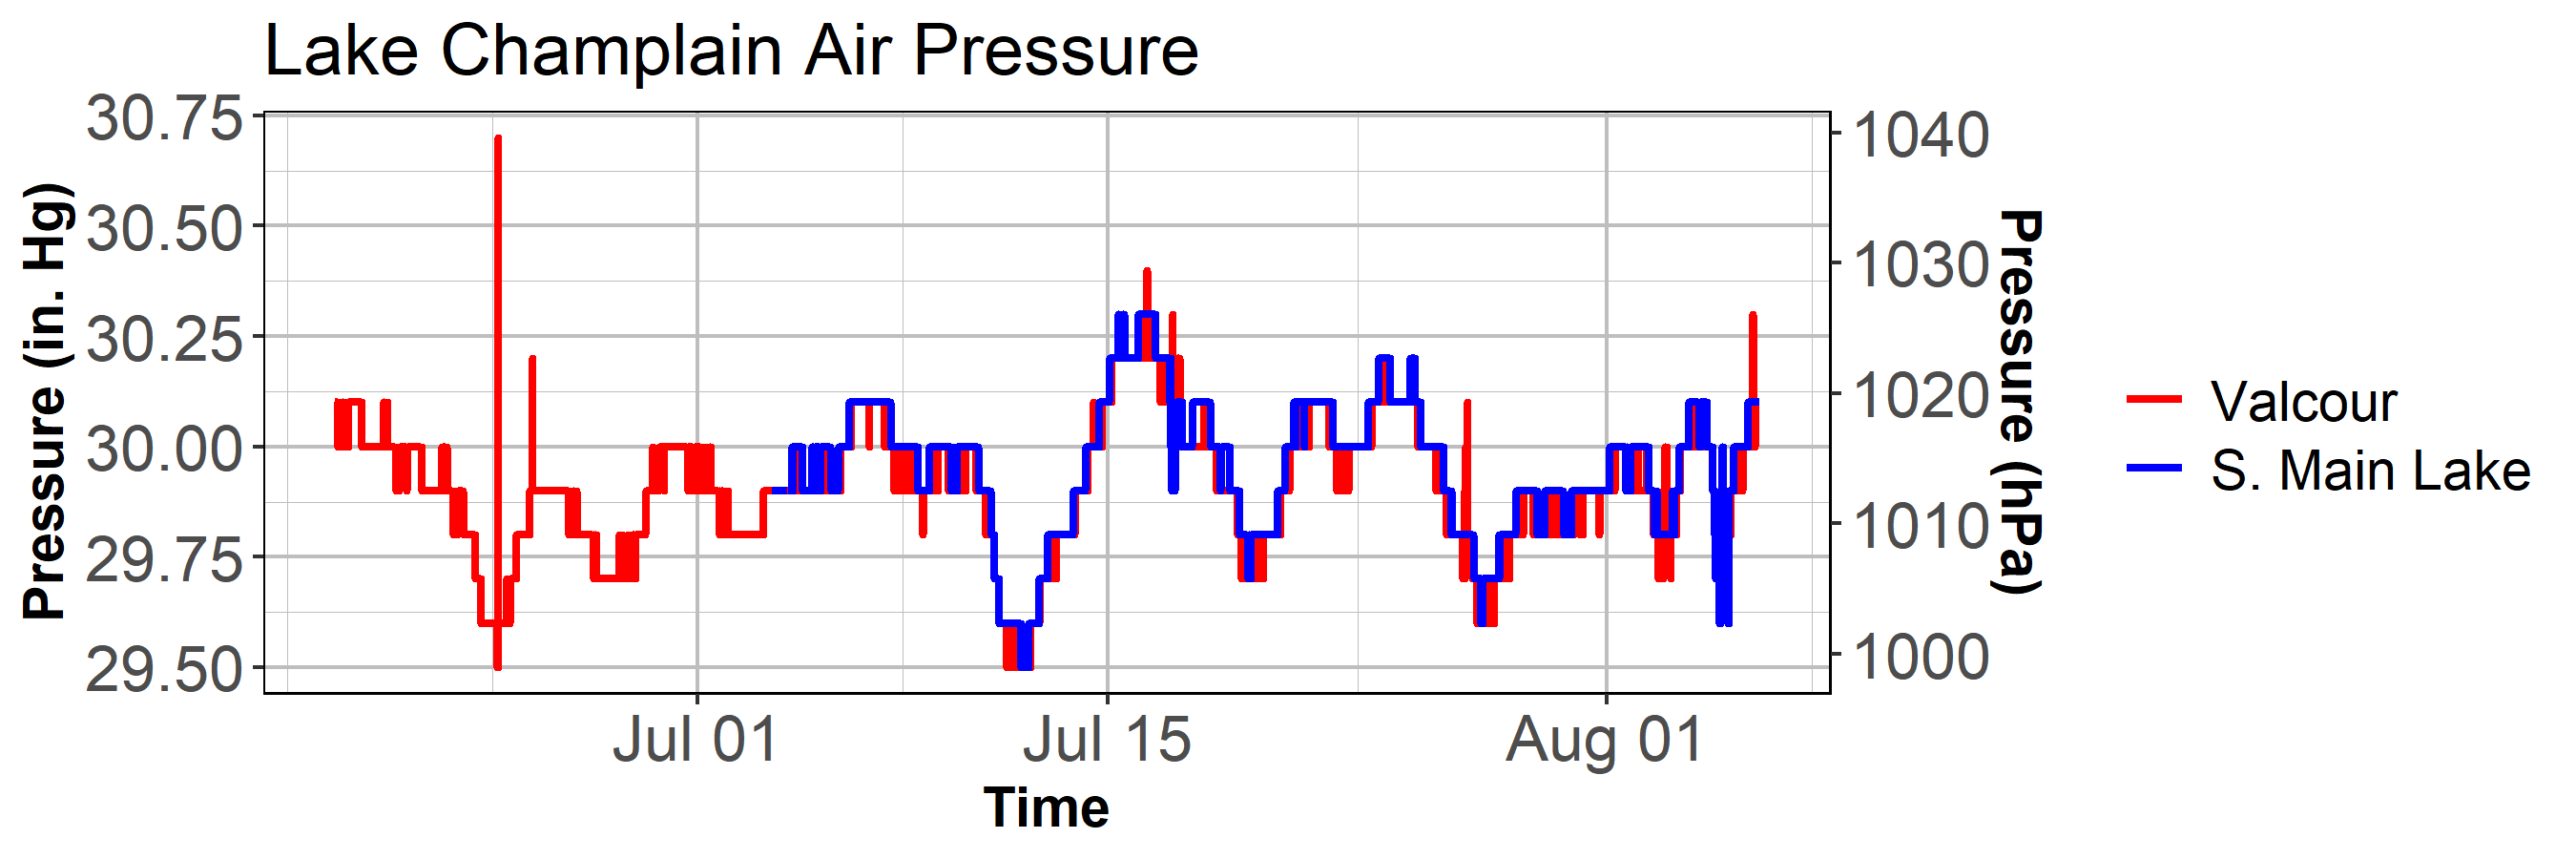 Lake Champlain Air Pressure
Pressure (in. Hg)
30.75
30.50
30.25
30.00
29.75
29.50
1040
1030
1020
1010
1000
Pressure (hPa)
Jul 01
Jul 15
Aug 01
Time
Valcour
S. Main Lake